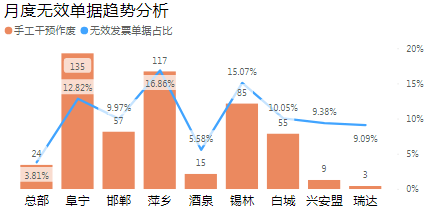 月度无效单据趋势分析
手工干预作废 无效发票单据占比
20%
15%
10%
5%
0%
24 135 57 117 15 85 55 9 3
3.81% 12.82% 9.97% 16.86% 5.58% 15.07% 10.05% 9.38% 9.09%
总部 阜宁 邯郸 萍乡 酒泉 锡林 白城 兴安盟 瑞达